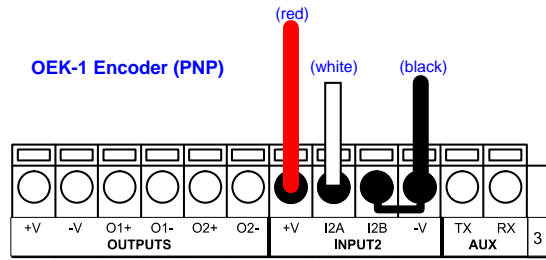 (red)
OEK-1 Encoder (PNP)
(white)
(black)
+V -V O1+ O1- O2+ O2- +V I2A I2B -V TX RX
OUTPUTS INPUT2 AUX
3